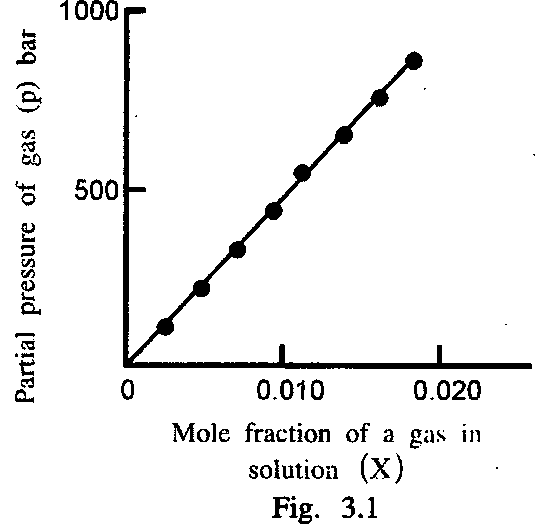 1000
500
Partial pressure of gas (p) bar
0 0.010 0.020
Mole fraction of a gas in
solution (X)
Fig. 3.1